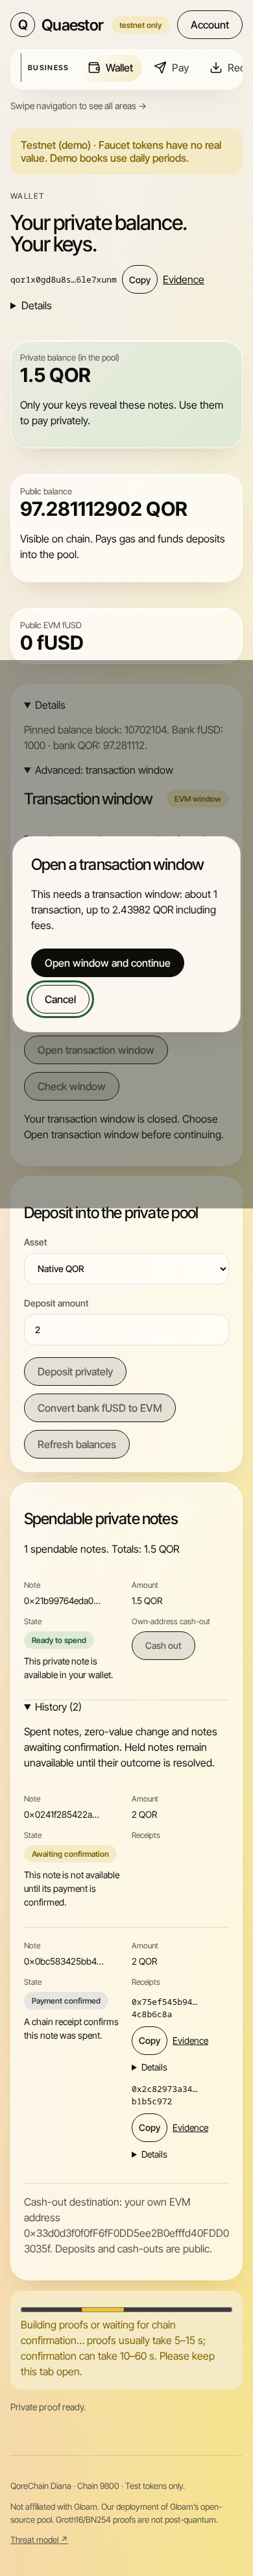 Q Quaestor testnet only Account
BUSINESS Wallet Pay Rec
Swipe navigation to see all areas →
Testnet (demo) · Faucet tokens have no real
value. Demo books use daily periods.
WALLET
Your private balance.
Your keys.
qor1x0gd8u8s…61e7xunm Copy Evidence
▶ Details
Private balance (in the pool)
1.5 QOR
Only your keys reveal these notes. Use them
to pay privately.
Public balance
97.281112902 QOR
Visible on chain. Pays gas and funds deposits
into the pool.
Public EVM fUSD
0 fUSD
▼ Details
Pinned balance block: 10702104. Bank fUSD:
1000 · bank QOR: 97.281112.
▼ Advanced: transaction window
Transaction window EVM window
Open a transaction window
This needs a transaction window: about 1
transaction, up to 2.43982 QOR including
fees.
Open window and continue
Cancel
Open transaction window
Check window
Your transaction window is closed. Choose
Open transaction window before continuing.
Deposit into the private pool
Asset
Native QOR
Deposit amount
2
Deposit privately
Convert bank fUSD to EVM
Refresh balances
Spendable private notes
1 spendable notes. Totals: 1.5 QOR
Note Amount
0×21b99764eda0… 1.5 QOR
State Own-address cash-out
Ready to spend Cash out
This private note is
available in your wallet.
▼ History (2)
Spent notes, zero-value change and notes
awaiting confirmation. Held notes remain
unavailable until their outcome is resolved.
Note Amount
0×0241f285422a… 2 QOR
State Receipts
Awaiting confirmation
This note is not available
until its payment is
confirmed.
Note Amount
0×0bc583425bb4… 2 QOR
State Receipts
Payment confirmed 0x75ef545b94…
4c8b6c8a
A chain receipt confirms
this note was spent.
Copy Evidence
▶ Details
0x2c82973a34…
b1b5c972
Copy Evidence
▶ Details
Cash-out destination: your own EVM
address
0×33d0d3f0f0fF6fF0DD5ee2B0efffd40FDD0
3035f. Deposits and cash-outs are public.
Building proofs or waiting for chain
confirmation… proofs usually take 5–15 s;
confirmation can take 10–60 s. Please keep
this tab open.
Private proof ready.
QoreChain Diana · Chain 9800 · Test tokens only.
Not affiliated with Gloam. Our deployment of Gloam's open-
source pool. Groth16/BN254 proofs are not post-quantum.
Threat model ↗